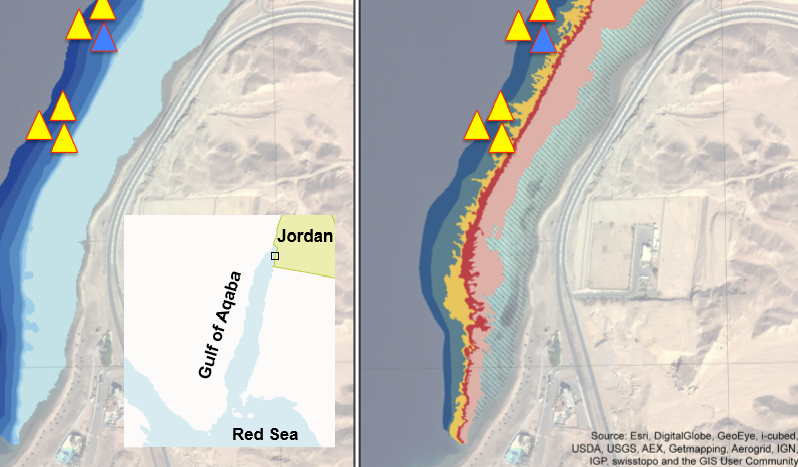 Jordan
Gulf of Aqaba
Red Sea
Source: Esri, DigitalGlobe, GeoEye, i-cubed,
USDA, USGS, AEX, Getmapping, Aerogrid, IGN,
IGP, swisstopo and the GIS User Community